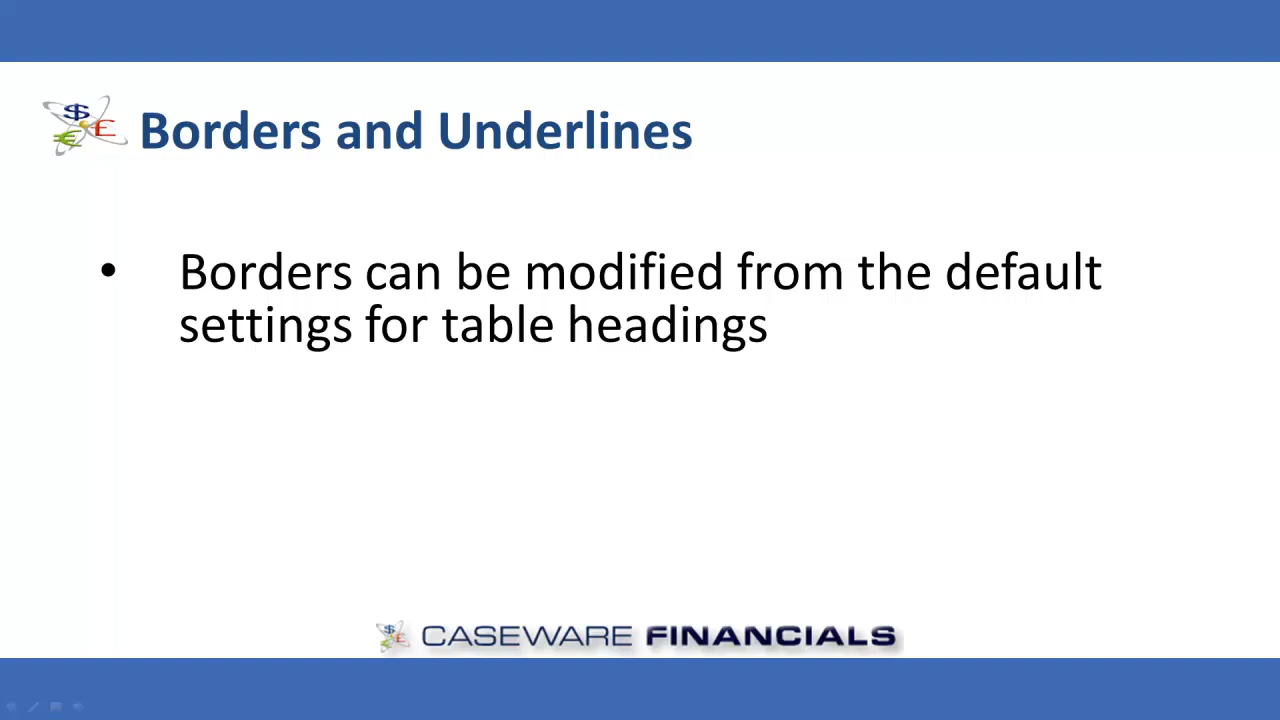 Borders and Underlines
• Borders can be modified from the default
settings for table headings
CASEWARE FINANCIALS